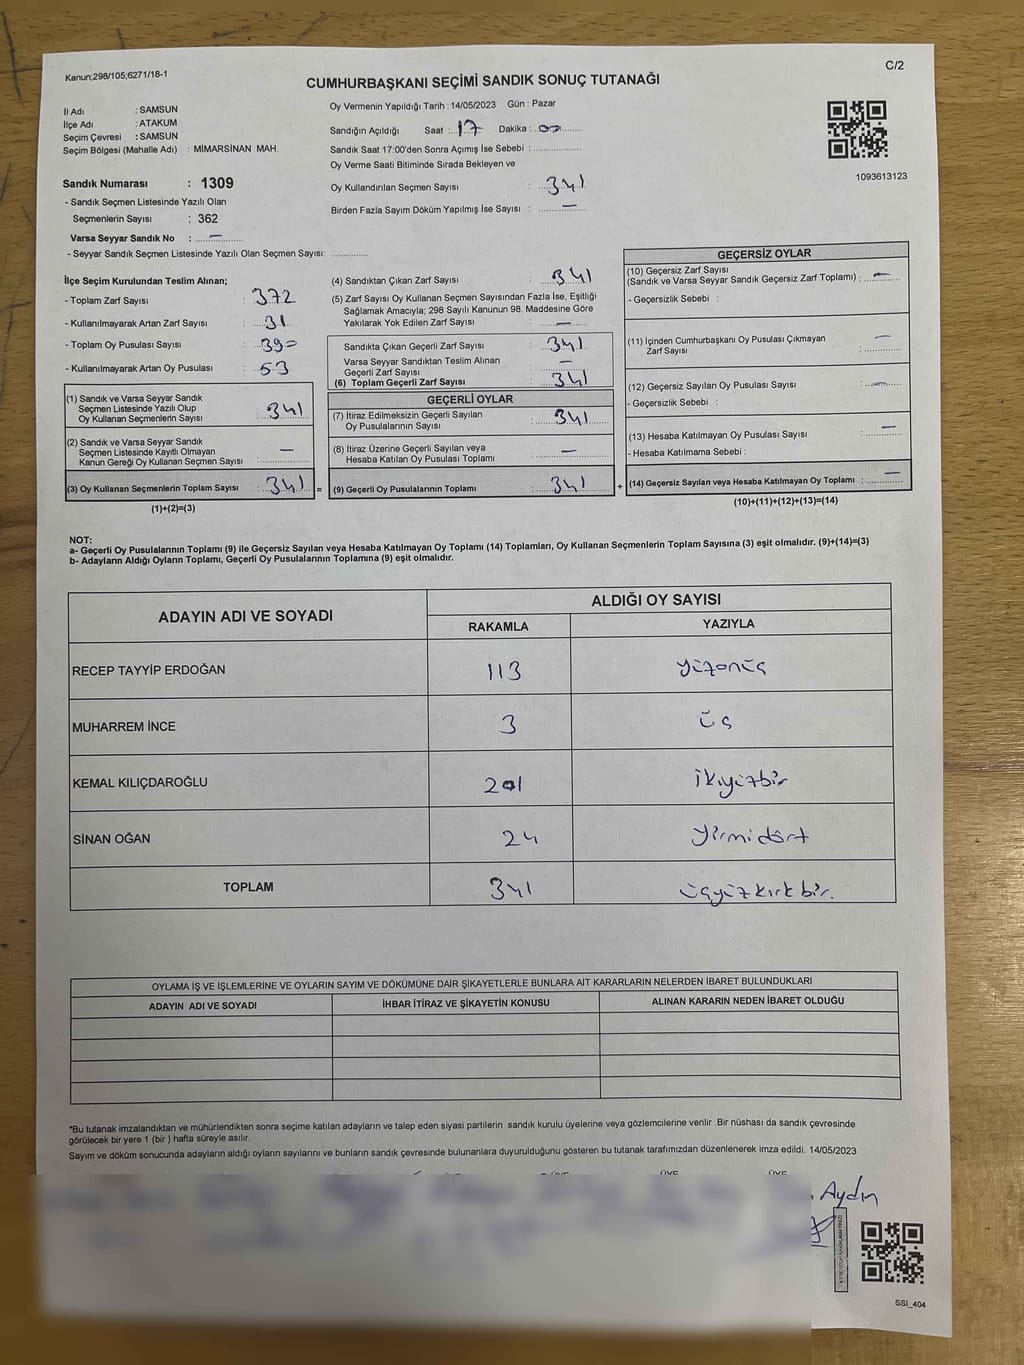 Kanun;298/105;6271/18-1
C/2
CUMHURBAŞKANI SEÇİMİ SANDIK SONUÇ TUTANAĞI
İl Adı : SAMSUN
İlçe Adı : ATAKUM
Seçim Çevresi : SAMSUN
Seçim Bölgesi (Mahalle Adı) : MİMARSİNAN MAH.
Oy Vermenin Yapıldığı Tarih : 14/05/2023 Gün : Pazar
Sandığın Açıldığı Saat : 17 Dakika : 00
Sandık Saat 17:00'den Sonra Açımış İse Sebebi :
Oy Verme Saati Bitiminde Sırada Bekleyen ve
Oy Kullandırılan Seçmen Sayısı : 341
Birden Fazla Sayım Döküm Yapılmış İse Sayısı : —
1093613123
Sandık Numarası : 1309
- Sandık Seçmen Listesinde Yazılı Olan
Seçmenlerin Sayısı : 362
Varsa Seyyar Sandık No : —
- Seyyar Sandık Seçmen Listesinde Yazılı Olan Seçmen Sayısı:
İlçe Seçim Kurulundan Teslim Alınan;
- Toplam Zarf Sayısı : 372
- Kullanılmayarak Artan Zarf Sayısı : 31
- Toplam Oy Pusulası Sayısı : 390
- Kullanılmayarak Artan Oy Pusulası : 53
(1) Sandık ve Varsa Seyyar Sandık
Seçmen Listesinde Yazılı Olup
Oy Kullanan Seçmenlerin Sayısı : 341
(2) Sandık ve Varsa Seyyar Sandık
Seçmen Listesinde Kayıtlı Olmayan
Kanun Gereği Oy Kullanan Seçmen Sayısı : —
(3) Oy Kullanan Seçmenlerin Toplam Sayısı : 341 =
(1)+(2)=(3)
(4) Sandıktan Çıkan Zarf Sayısı : 341
(5) Zarf Sayısı Oy Kullanan Seçmen Sayısından Fazla İse, Eşitliği
Sağlamak Amacıyla; 298 Sayılı Kanunun 98. Maddesine Göre
Yakılarak Yok Edilen Zarf Sayısı : —
Sandıkta Çıkan Geçerli Zarf Sayısı : 341
Varsa Seyyar Sandıktan Teslim Alınan
Geçerli Zarf Sayısı : —
(6) Toplam Geçerli Zarf Sayısı : 341
GEÇERLİ OYLAR
(7) İtiraz Edilmeksizin Geçerli Sayılan
Oy Pusulalarının Sayısı : 341
(8) İtiraz Üzerine Geçerli Sayılan veya
Hesaba Katılan Oy Pusulası Toplamı : —
(9) Geçerli Oy Pusulalarının Toplamı : 341 +
GEÇERSİZ OYLAR
(10) Geçersiz Zarf Sayısı
(Sandık ve Varsa Seyyar Sandık Geçersiz Zarf Toplamı) : —
- Geçersizlik Sebebi :
(11) İçinden Cumhurbaşkanı Oy Pusulası Çıkmayan
Zarf Sayısı : —
(12) Geçersiz Sayılan Oy Pusulası Sayısı : —
- Geçersizlik Sebebi :
(13) Hesaba Katılmayan Oy Pusulası Sayısı : —
- Hesaba Katılmama Sebebi :
(14) Geçersiz Sayılan veya Hesaba Katılmayan Oy Toplamı : —
(10)+(11)+(12)+(13)=(14)
NOT:
a- Geçerli Oy Pusulalarının Toplamı (9) ile Geçersiz Sayılan veya Hesaba Katılmayan Oy Toplamı (14) Toplamları, Oy Kullanan Seçmenlerin Toplam Sayısına (3) eşit olmalıdır. (9)+(14)=(3)
b- Adayların Aldığı Oyların Toplamı, Geçerli Oy Pusulalarının Toplamına (9) eşit olmalıdır.
ADAYIN ADI VE SOYADI
ALDIĞI OY SAYISI
RAKAMLA YAZIYLA
RECEP TAYYİP ERDOĞAN 113 yüzonüç
MUHARREM İNCE 3 üç
KEMAL KILIÇDAROĞLU 201 ikiyüzbir
SİNAN OĞAN 24 yirmidört
TOPLAM 341 üçyüzkırkbir.
OYLAMA İŞ VE İŞLEMLERİNE VE OYLARIN SAYIM VE DÖKÜMÜNE DAİR ŞİKAYETLERLE BUNLARA AİT KARARLARIN NELERDEN İBARET BULUNDUKLARI
ADAYIN ADI VE SOYADI İHBAR İTİRAZ VE ŞİKAYETİN KONUSU ALINAN KARARIN NEDEN İBARET OLDUĞU
*Bu tutanak imzalandıktan ve mühürlendikten sonra seçime katılan adayların ve talep eden siyasi partilerin sandık kurulu üyelerine veya gözlemcilerine verilir. Bir nüshası da sandık çevresinde
görülecek bir yere 1 (bir) hafta süreyle asılır.
Sayım ve döküm sonucunda adayların aldığı oyların sayılarını ve bunların sandık çevresinde bulunanlara duyurulduğunu gösteren bu tutanak tarafımızdan düzenlenerek imza edildi. 14/05/2023
ÜYE ÜYE ÜYE
Aydın
SSI_404